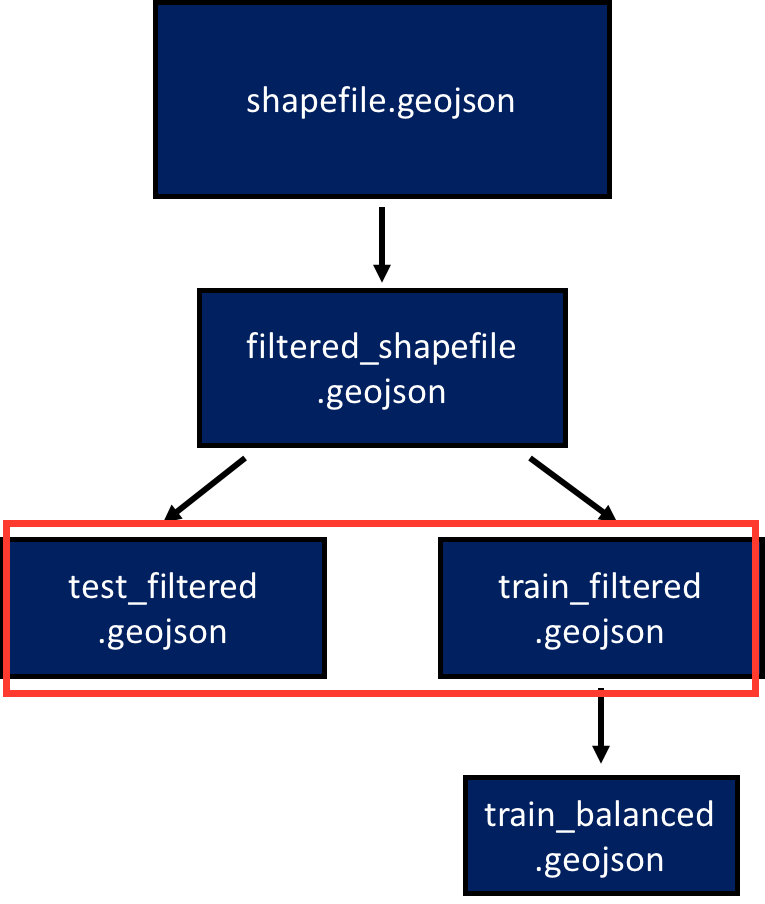 shapefile.geojson
filtered_shapefile
.geojson
test_filtered
.geojson
train_filtered
.geojson
train_balanced
.geojson